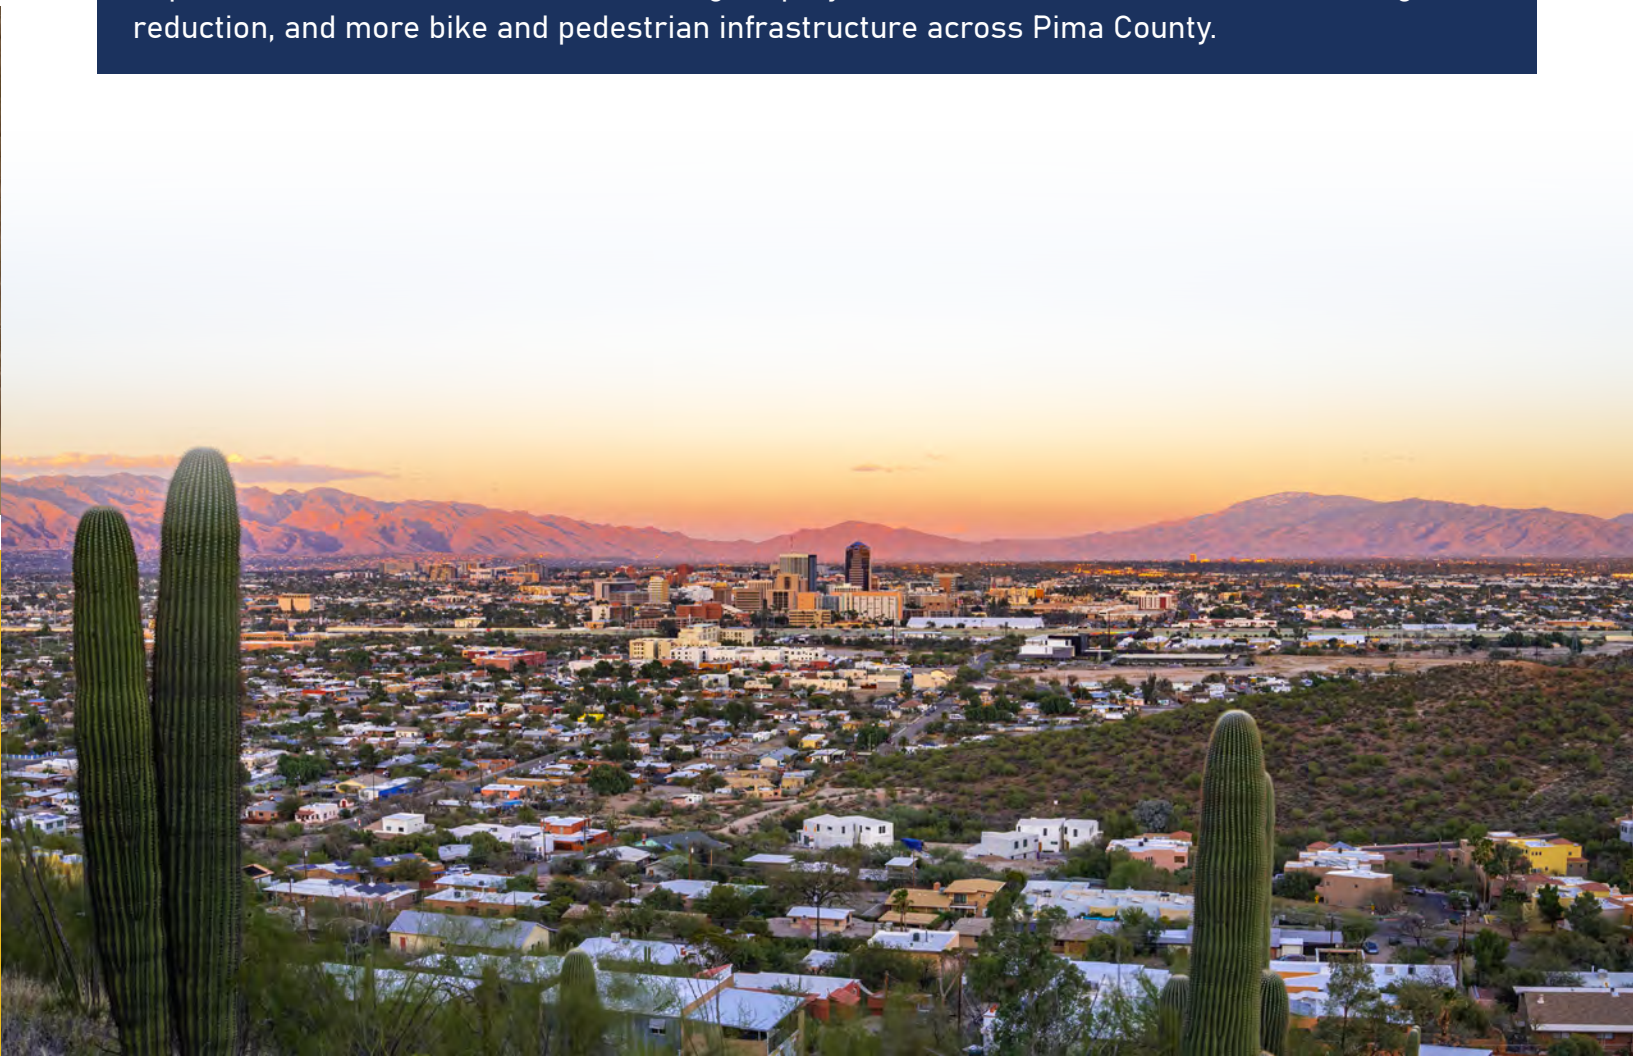 reduction, and more bike and pedestrian infrastructure across Pima County.